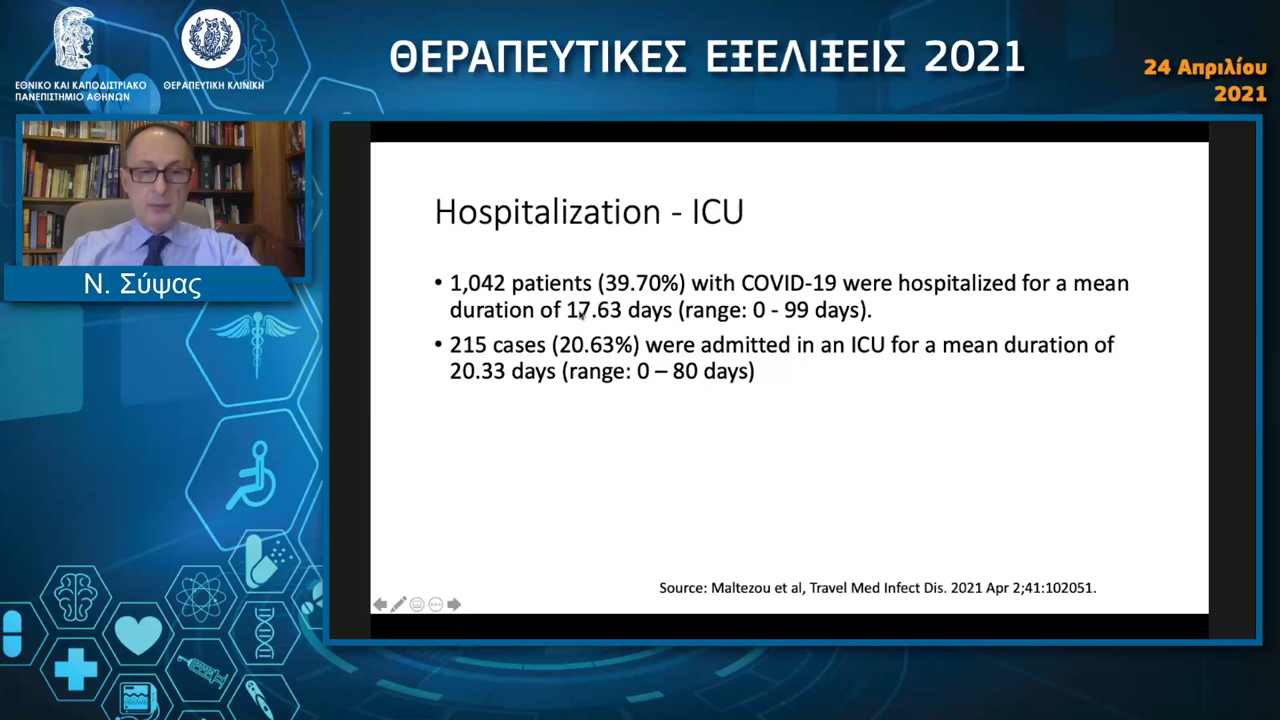 ΕΘΝΙΚΟ ΚΑΙ ΚΑΠΟΔΙΣΤΡΙΑΚΟ
ΠΑΝΕΠΙΣΤΗΜΙΟ ΑΘΗΝΩΝ
ΘΕΡΑΠΕΥΤΙΚΗ ΚΛΙΝΙΚΗ
ΘΕΡΑΠΕΥΤΙΚΕΣ ΕΞΕΛΙΞΕΙΣ 2021
24 Απριλίου
2021
Ν. Σύψας
Hospitalization - ICU
• 1,042 patients (39.70%) with COVID-19 were hospitalized for a mean
duration of 17.63 days (range: 0 - 99 days).
• 215 cases (20.63%) were admitted in an ICU for a mean duration of
20.33 days (range: 0 – 80 days)
Source: Maltezou et al, Travel Med Infect Dis. 2021 Apr 2;41:102051.